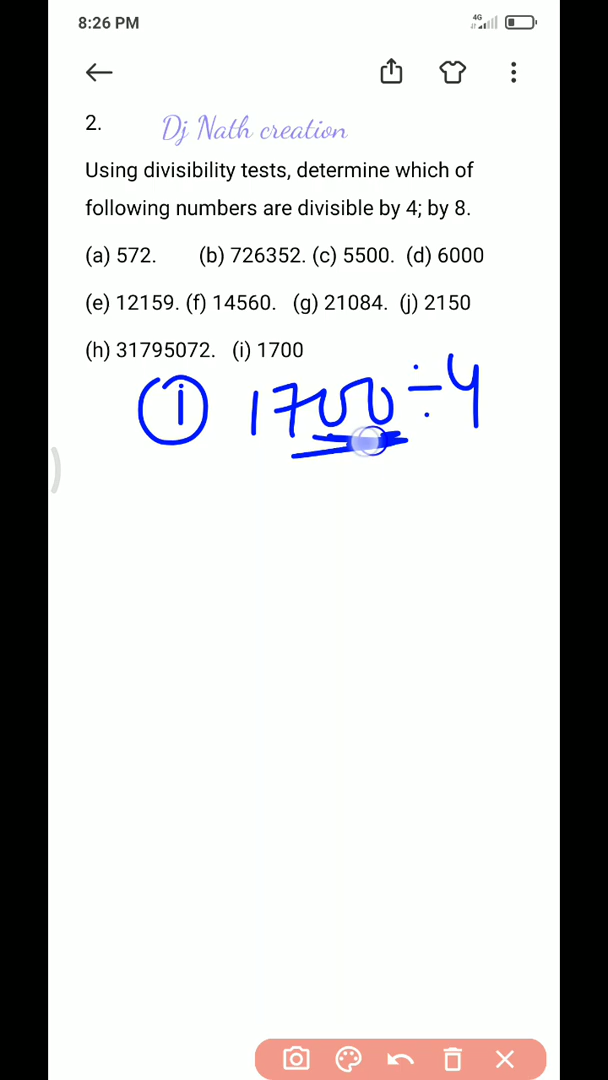 8:26 PM 4G
2. Dj Nath creation
Using divisibility tests, determine which of
following numbers are divisible by 4; by 8.
(a) 572. (b) 726352. (c) 5500. (d) 6000
(e) 12159. (f) 14560. (g) 21084. (j) 2150
(h) 31795072. (i) 1700
i 1700 ÷ 4